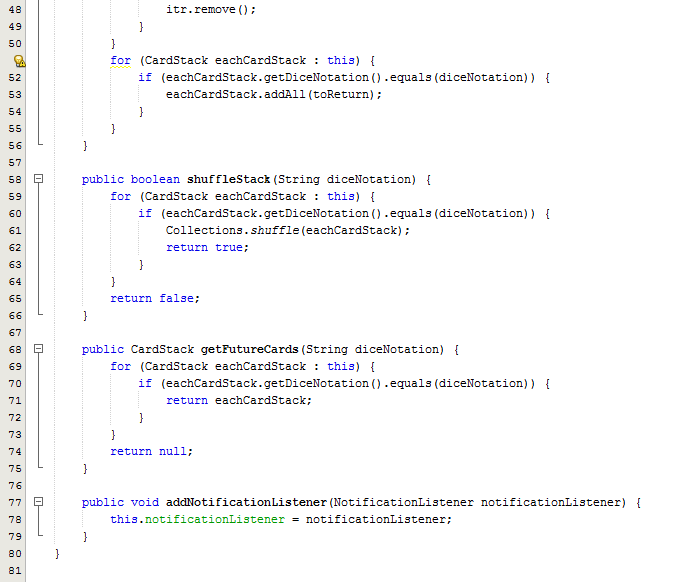 48 itr.remove();
49 }
50 }
for (CardStack eachCardStack : this) {
52 if (eachCardStack.getDiceNotation().equals(diceNotation)) {
53 eachCardStack.addAll(toReturn);
54 }
55 }
56 }
57
58 public boolean shuffleStack(String diceNotation) {
59 for (CardStack eachCardStack : this) {
60 if (eachCardStack.getDiceNotation().equals(diceNotation)) {
61 Collections.shuffle(eachCardStack);
62 return true;
63 }
64 }
65 return false;
66 }
67
68 public CardStack getFutureCards(String diceNotation) {
69 for (CardStack eachCardStack : this) {
70 if (eachCardStack.getDiceNotation().equals(diceNotation)) {
71 return eachCardStack;
72 }
73 }
74 return null;
75 }
76
77 public void addNotificationListener(NotificationListener notificationListener) {
78 this.notificationListener = notificationListener;
79 }
80 }
81